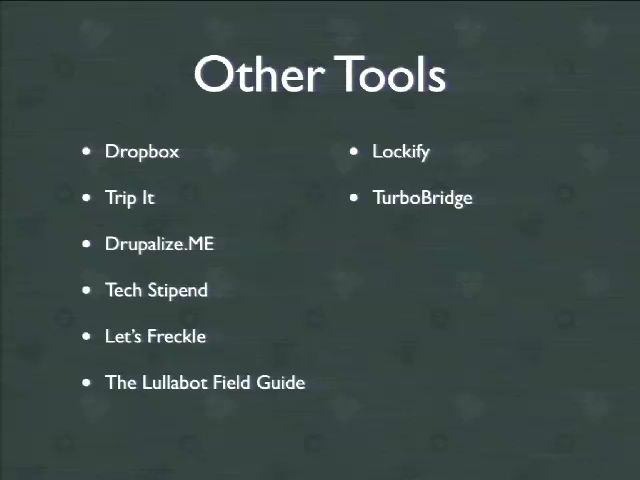 Other Tools
• Dropbox
• Trip It
• Drupalize.ME
• Tech Stipend
• Let's Freckle
• The Lullabot Field Guide
• Lockify
• TurboBridge